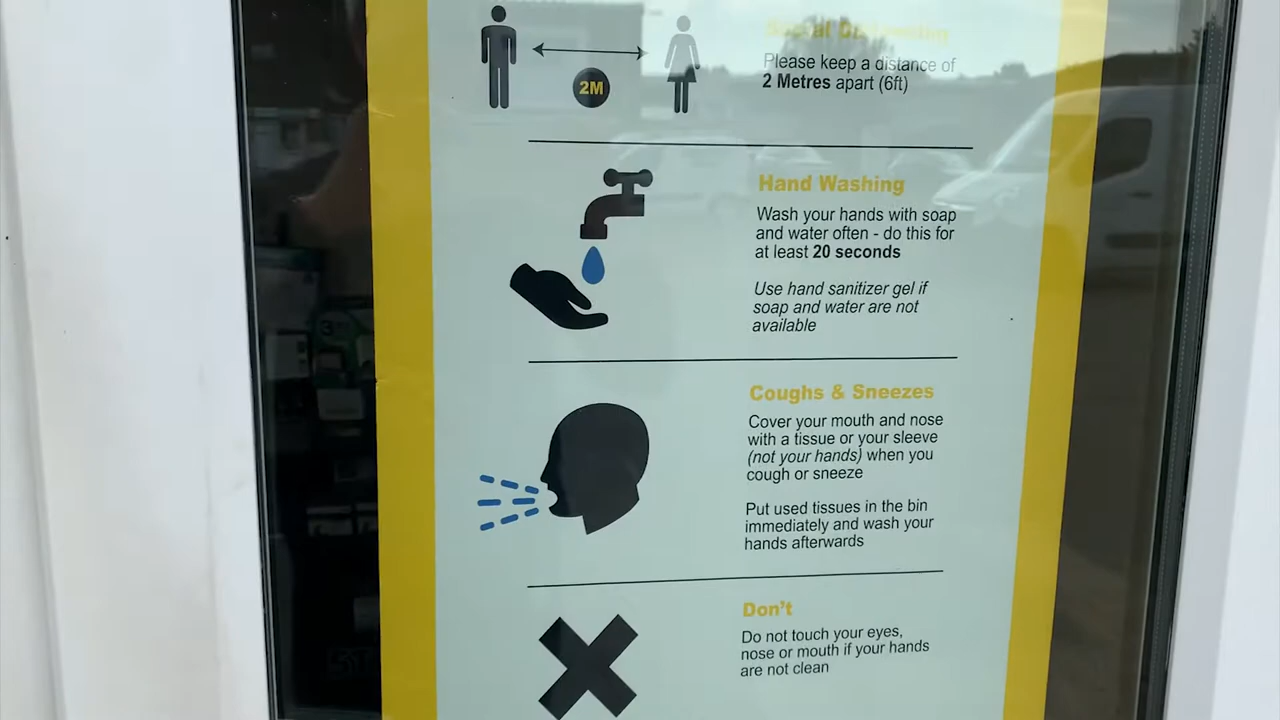 Social Distancing
Please keep a distance of
2 Metres apart (6ft)
2M
Hand Washing
Wash your hands with soap
and water often - do this for
at least 20 seconds
Use hand sanitizer gel if
soap and water are not
available
Coughs & Sneezes
Cover your mouth and nose
with a tissue or your sleeve
(not your hands) when you
cough or sneeze
Put used tissues in the bin
immediately and wash your
hands afterwards
Don't
Do not touch your eyes,
nose or mouth if your hands
are not clean